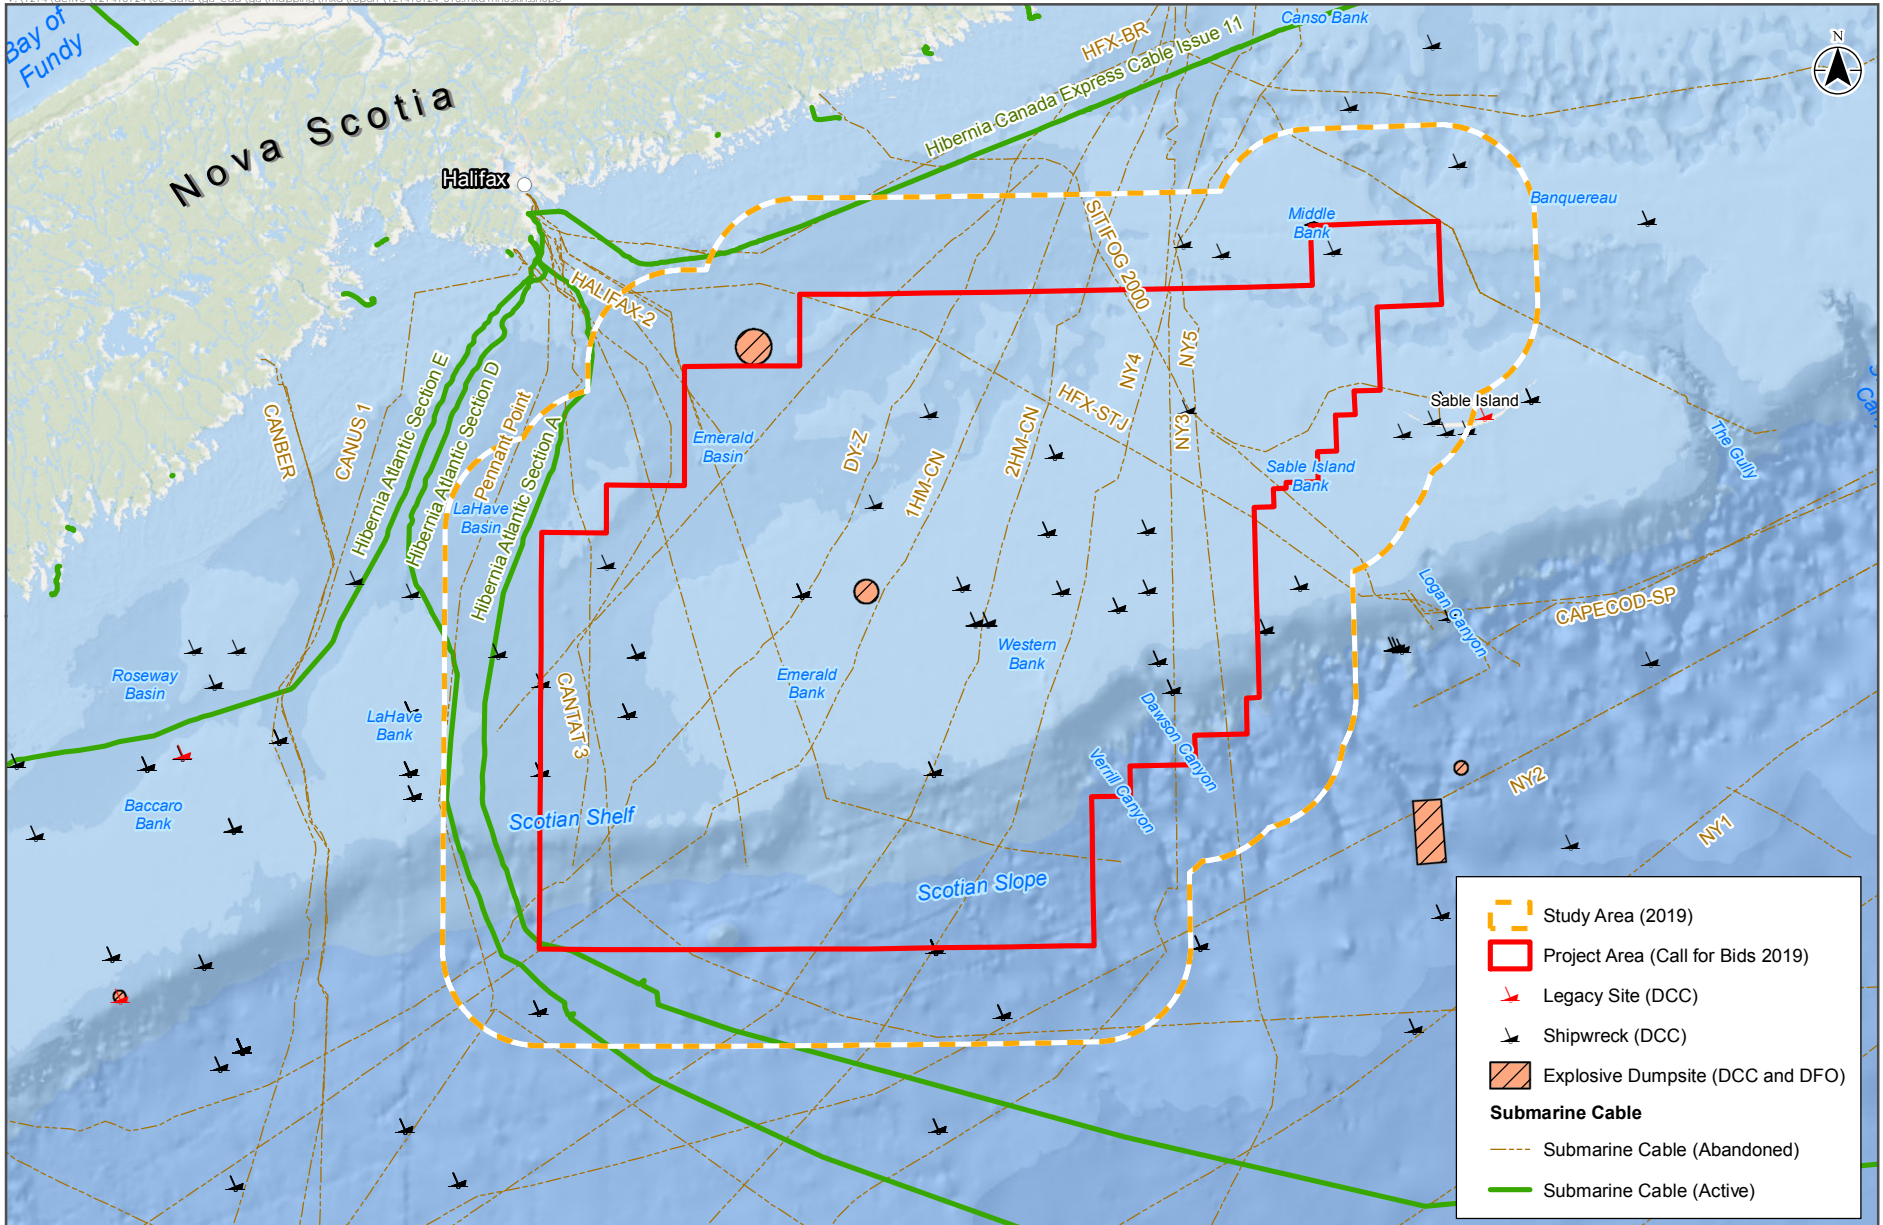 Bay of
Fundy
Nova Scotia
Halifax
Canso Bank
HFX-BR
Hibernia Canada Express Cable Issue 11
N
Banquereau
Middle
Bank
SITIFOG 2000
HALIFAX-2
CANBER
CANUS 1
Hibernia Atlantic Section E
Hibernia Atlantic Section D
Pennant Point
Hibernia Atlantic Section A
LaHave
Basin
Emerald
Basin
DY-Z
1HM-CN
2HM-CN
HFX-STJ
NY4
NY5
NY3
Sable Island
Sable Island
Bank
The Gully
Logan Canyon
CAPECOD-SP
Roseway
Basin
LaHave
Bank
Baccaro
Bank
CANTAT 3
Emerald
Bank
Western
Bank
Dawson Canyon
Verrill Canyon
Scotian Shelf
Scotian Slope
NY2
NY1
Study Area (2019)
Project Area (Call for Bids 2019)
Legacy Site (DCC)
Shipwreck (DCC)
Explosive Dumpsite (DCC and DFO)
Submarine Cable
Submarine Cable (Abandoned)
Submarine Cable (Active)